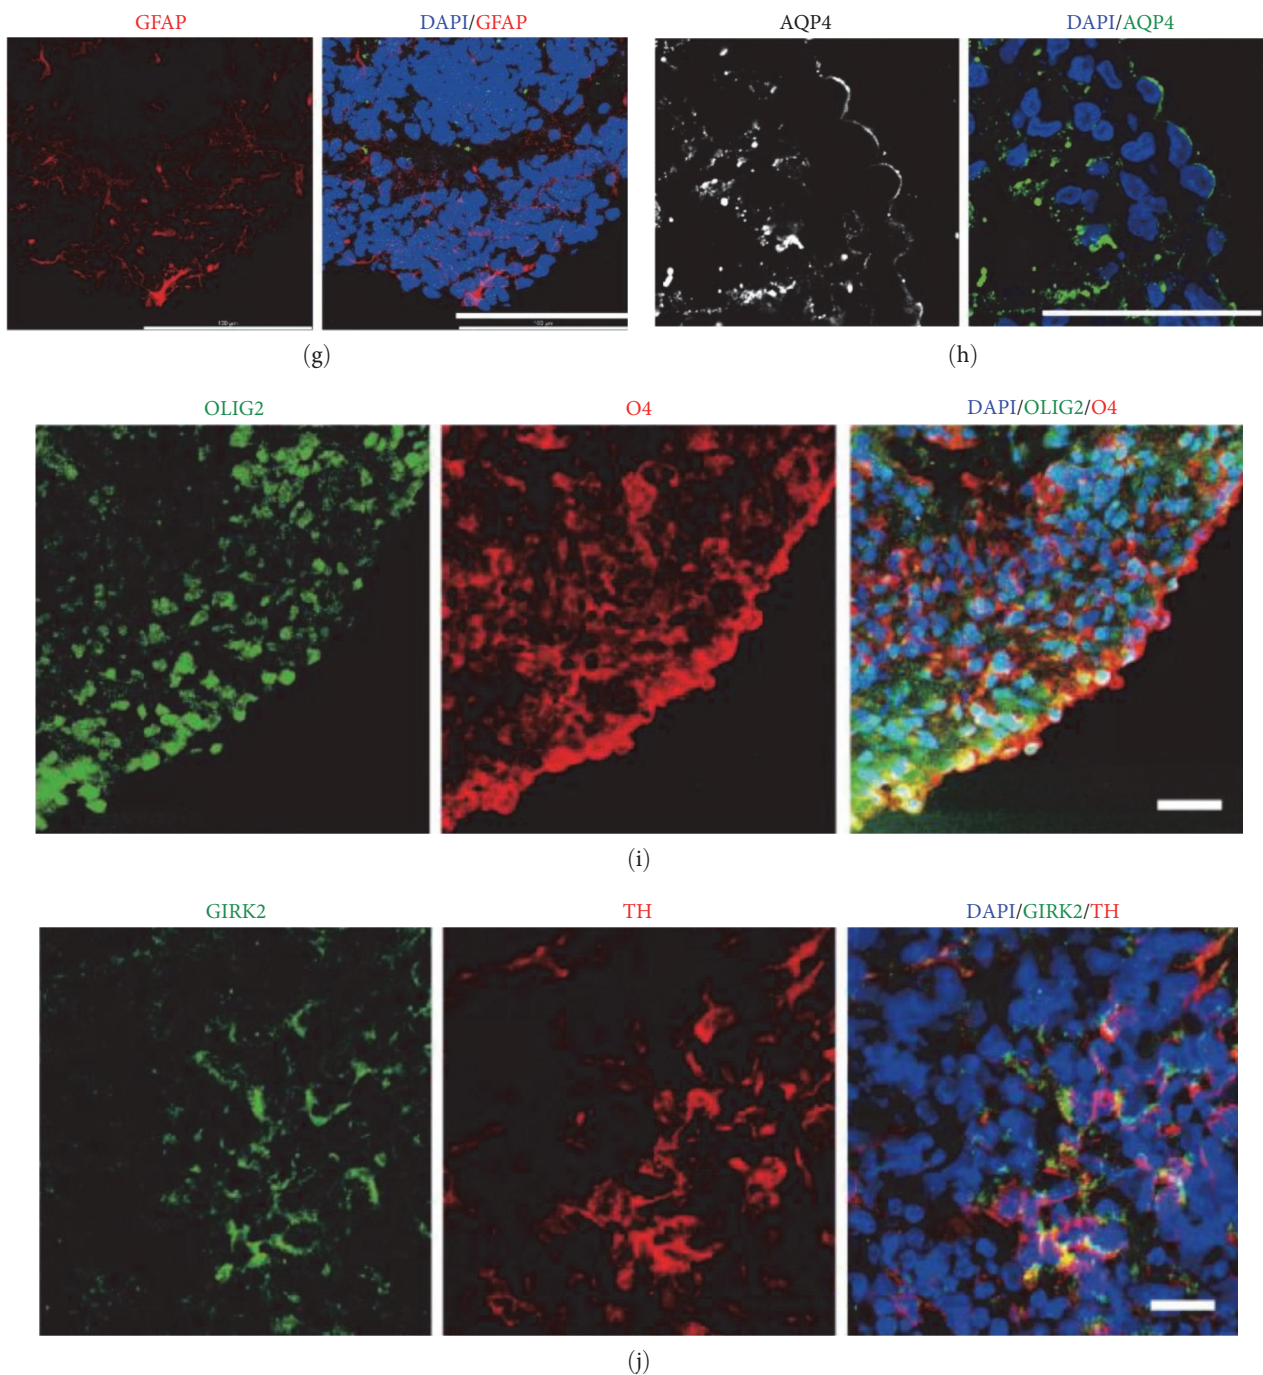 GFAP DAPI/GFAP AQP4 DAPI/AQP4
(g) (h)
OLIG2 O4 DAPI/OLIG2/O4
(i)
GIRK2 TH DAPI/GIRK2/TH
(j)